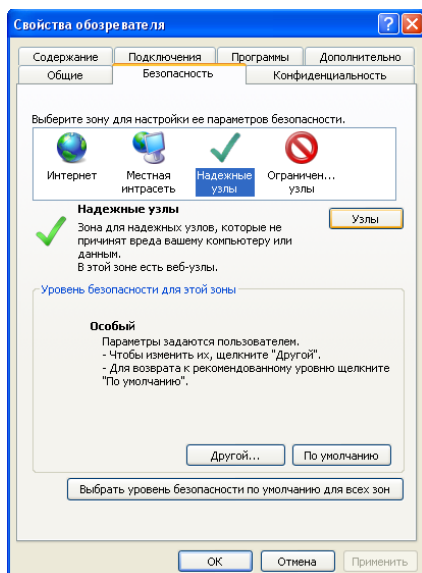 Свойства обозревателя
Содержание Подключения Программы Дополнительно
Общие Безопасность Конфиденциальность
Выберите зону для настройки ее параметров безопасности.
Интернет Местная интрасеть Надежные узлы Ограничен... узлы
Надежные узлы
Узлы
Зона для надежных узлов, которые не
причинят вреда вашему компьютеру или
данным.
В этой зоне есть веб-узлы.
Уровень безопасности для этой зоны
Особый
Параметры задаются пользователем.
- Чтобы изменить их, щелкните "Другой".
- Для возврата к рекомендованному уровню щелкните
"По умолчанию".
Другой... По умолчанию
Выбрать уровень безопасности по умолчанию для всех зон
ОК Отмена Применить